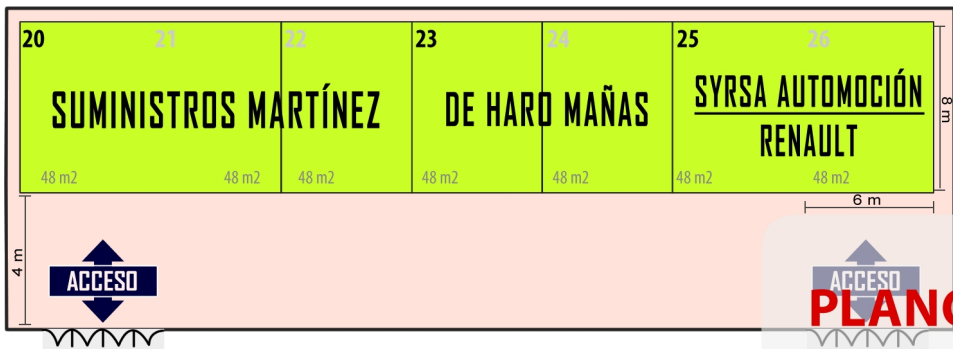 20 21 22 23 24 25 26
SUMINISTROS MARTÍNEZ
DE HARO MAÑAS
SYRSA AUTOMOCIÓN
RENAULT
8 m
48 m2 48 m2 48 m2 48 m2 48 m2 48 m2 48 m2
6 m
4 m
ACCESO
ACCESO